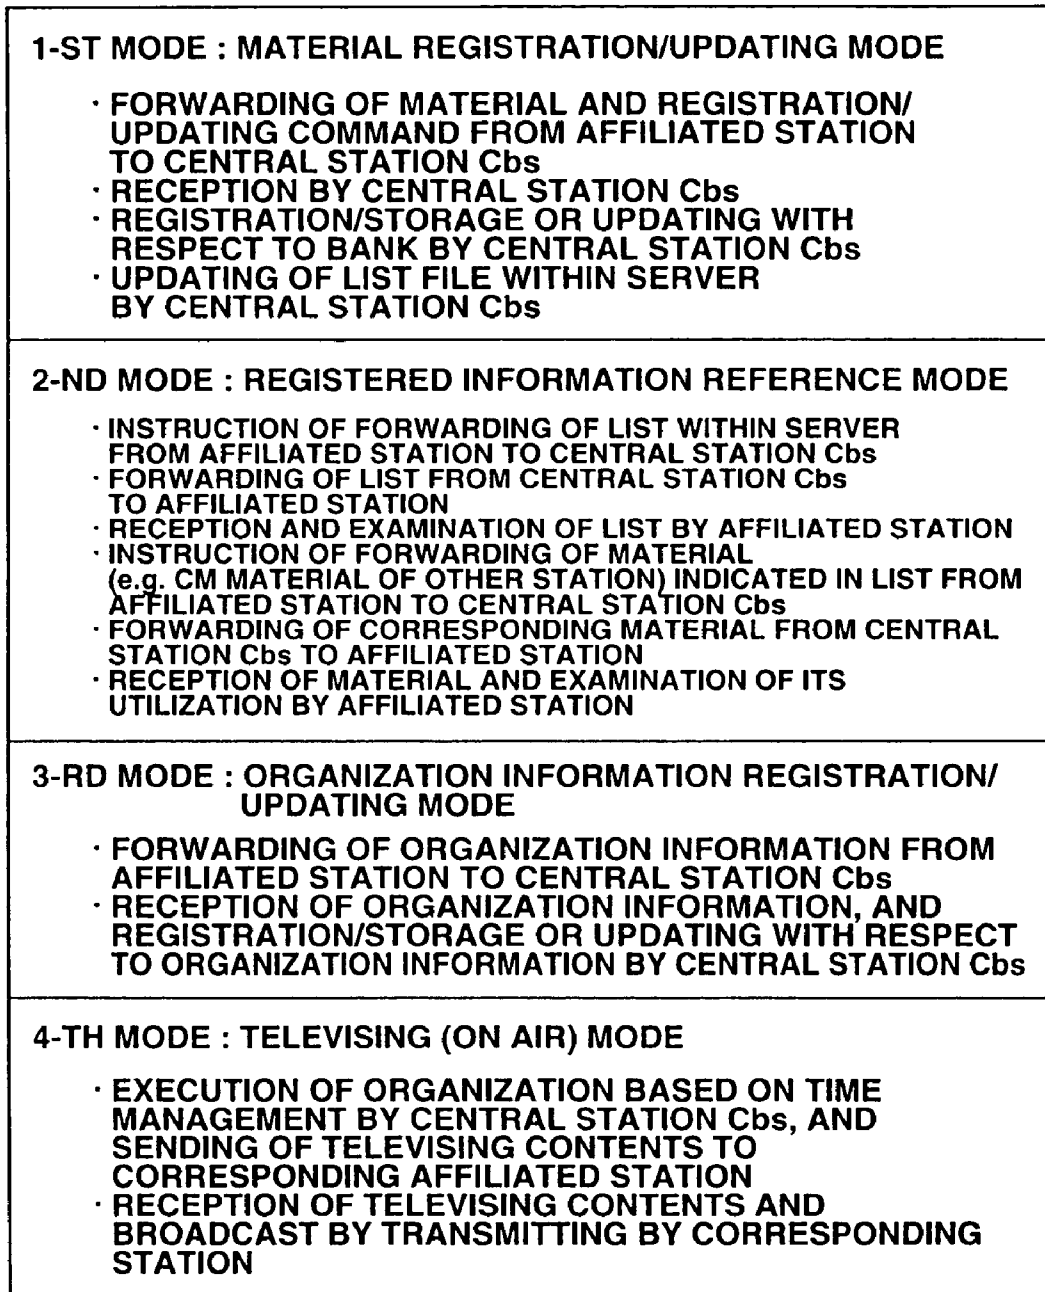 1-ST MODE : MATERIAL REGISTRATION/UPDATING MODE
· FORWARDING OF MATERIAL AND REGISTRATION/
UPDATING COMMAND FROM AFFILIATED STATION
TO CENTRAL STATION Cbs
· RECEPTION BY CENTRAL STATION Cbs
· REGISTRATION/STORAGE OR UPDATING WITH
RESPECT TO BANK BY CENTRAL STATION Cbs
· UPDATING OF LIST FILE WITHIN SERVER
BY CENTRAL STATION Cbs
2-ND MODE : REGISTERED INFORMATION REFERENCE MODE
· INSTRUCTION OF FORWARDING OF LIST WITHIN SERVER
FROM AFFILIATED STATION TO CENTRAL STATION Cbs
· FORWARDING OF LIST FROM CENTRAL STATION Cbs
TO AFFILIATED STATION
· RECEPTION AND EXAMINATION OF LIST BY AFFILIATED STATION
· INSTRUCTION OF FORWARDING OF MATERIAL
(e.g. CM MATERIAL OF OTHER STATION) INDICATED IN LIST FROM
AFFILIATED STATION TO CENTRAL STATION Cbs
· FORWARDING OF CORRESPONDING MATERIAL FROM CENTRAL
STATION Cbs TO AFFILIATED STATION
· RECEPTION OF MATERIAL AND EXAMINATION OF ITS
UTILIZATION BY AFFILIATED STATION
3-RD MODE : ORGANIZATION INFORMATION REGISTRATION/
UPDATING MODE
· FORWARDING OF ORGANIZATION INFORMATION FROM
AFFILIATED STATION TO CENTRAL STATION Cbs
· RECEPTION OF ORGANIZATION INFORMATION, AND
REGISTRATION/STORAGE OR UPDATING WITH RESPECT
TO ORGANIZATION INFORMATION BY CENTRAL STATION Cbs
4-TH MODE : TELEVISING (ON AIR) MODE
· EXECUTION OF ORGANIZATION BASED ON TIME
MANAGEMENT BY CENTRAL STATION Cbs, AND
SENDING OF TELEVISING CONTENTS TO
CORRESPONDING AFFILIATED STATION
· RECEPTION OF TELEVISING CONTENTS AND
BROADCAST BY TRANSMITTING BY CORRESPONDING
STATION